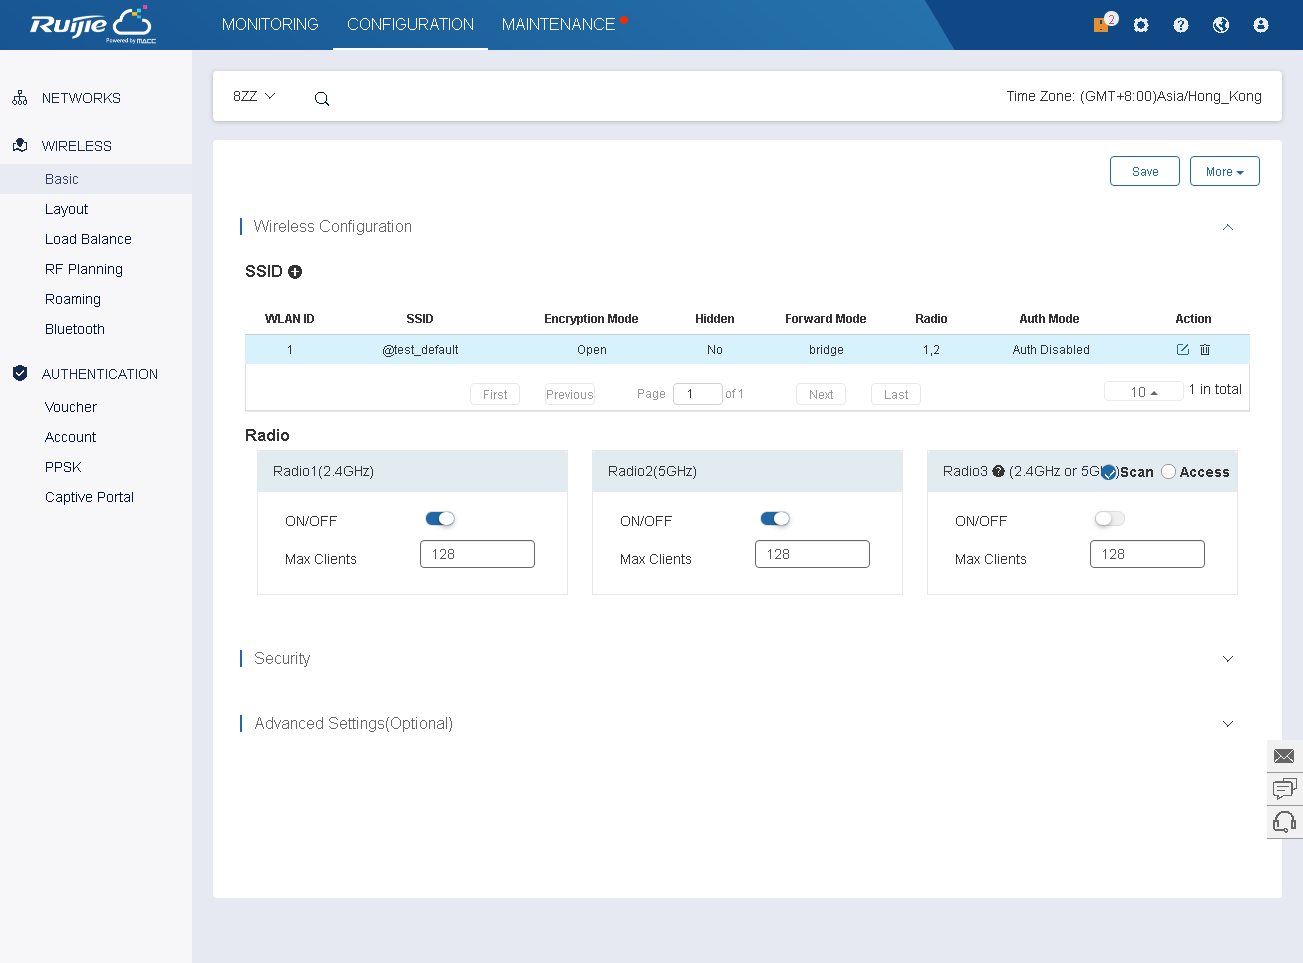 Ruijie
Powered by MACC
MONITORING CONFIGURATION MAINTENANCE
2
NETWORKS
WIRELESS
Basic
Layout
Load Balance
RF Planning
Roaming
Bluetooth
AUTHENTICATION
Voucher
Account
PPSK
Captive Portal
8ZZ
Time Zone: (GMT+8:00)Asia/Hong_Kong
Save More
Wireless Configuration
SSID
WLAN ID SSID Encryption Mode Hidden Forward Mode Radio Auth Mode Action
1 @test_default Open No bridge 1,2 Auth Disabled
First Previous Page 1 of 1 Next Last 10 1 in total
Radio
Radio1(2.4GHz) Radio2(5GHz) Radio3 (2.4GHz or 5G )Scan Access
ON/OFF ON/OFF ON/OFF
Max Clients 128 Max Clients 128 Max Clients 128
Security
Advanced Settings(Optional)